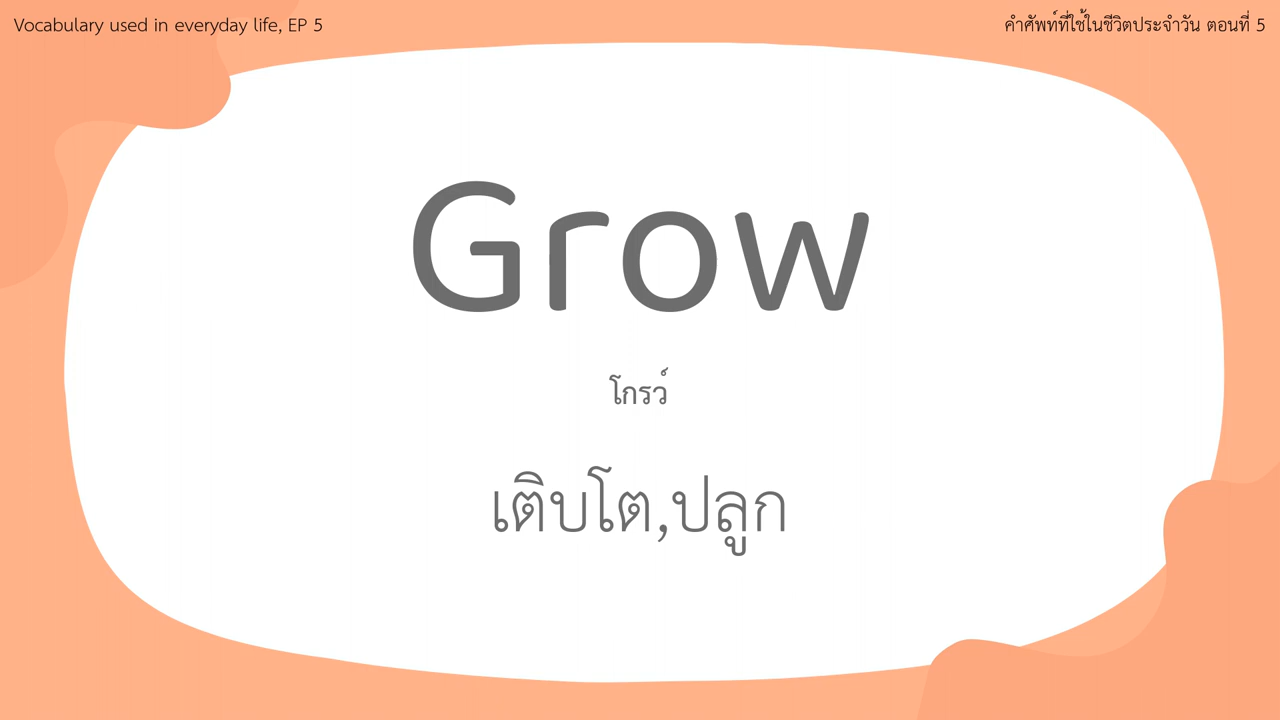 Vocabulary used in everyday life, EP 5
คำศัพท์ที่ใช้ในชีวิตประจำวัน ตอนที่ 5
Grow
โกรว์
เติบโต,ปลูก